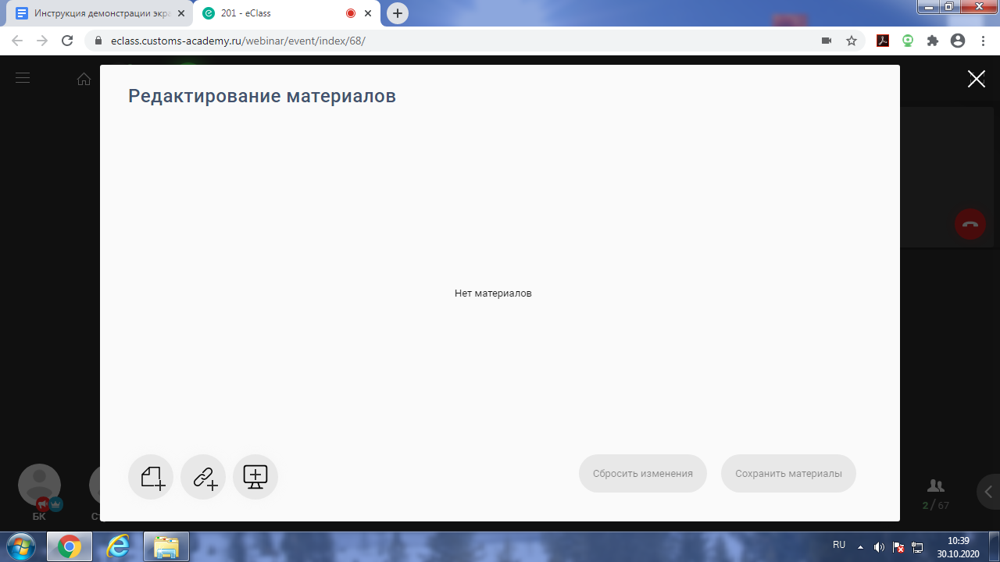 Инструкция демонстрации экра
201 - eClass
eclass.customs-academy.ru/webinar/event/index/68/
Редактирование материалов
Нет материалов
Сбросить изменения
Сохранить материалы
БК
2 / 67
RU
10:39
30.10.2020